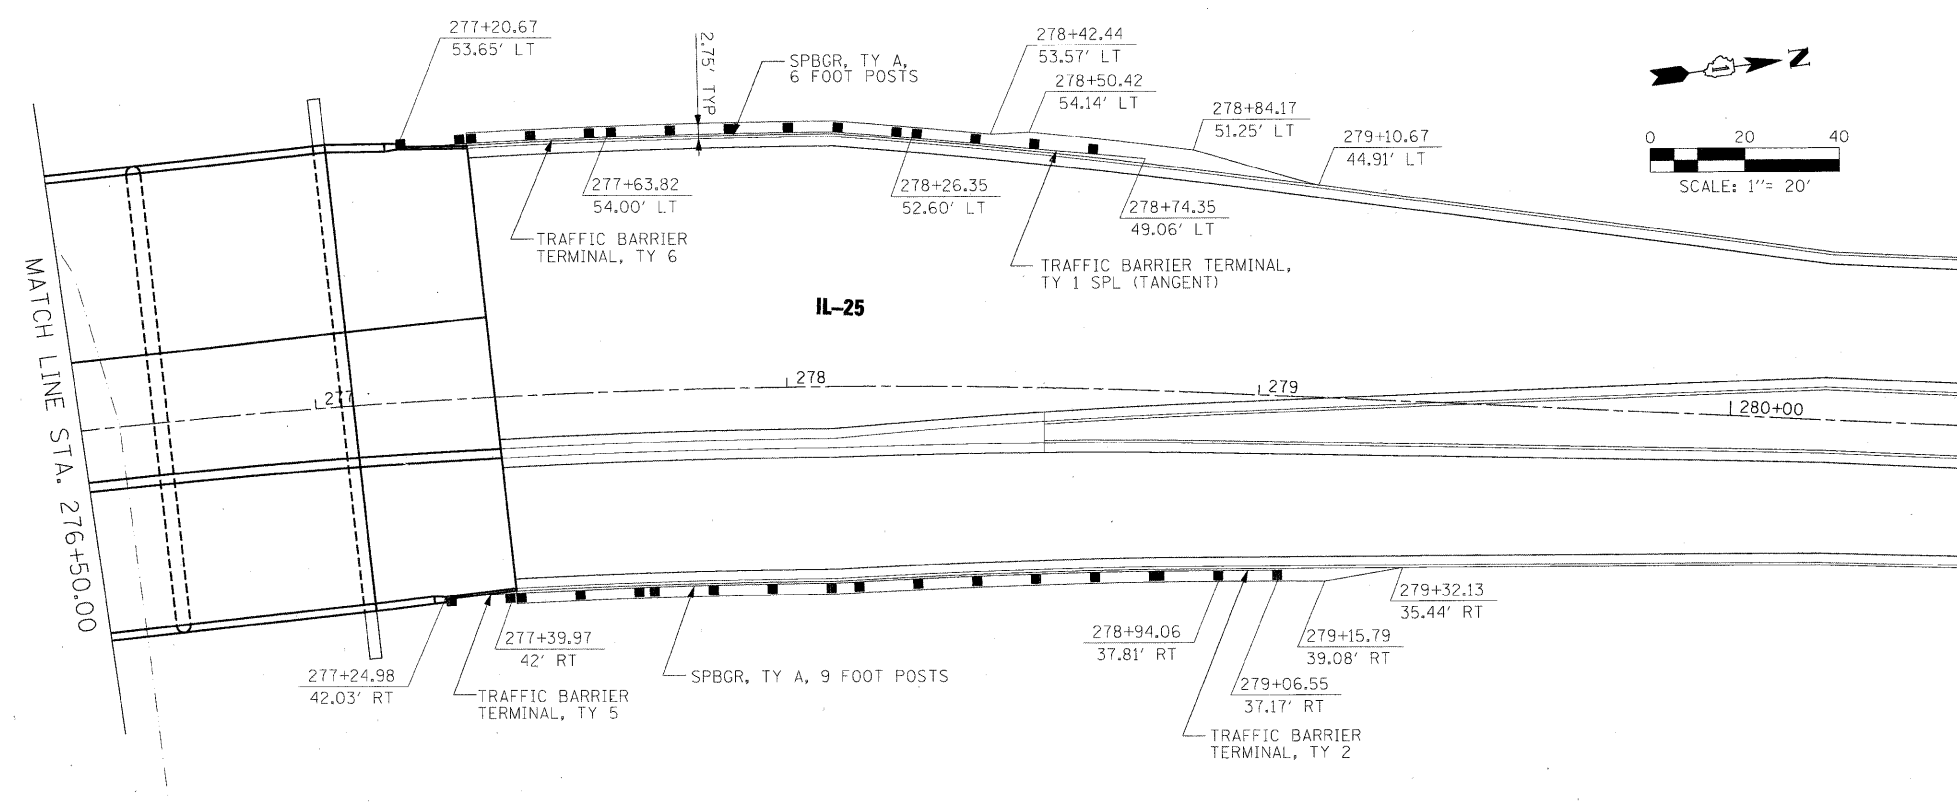 277+20.67
53.65' LT
2.75' TYP
SPBGR, TY A,
6 FOOT POSTS
278+42.44
53.57' LT
278+50.42
54.14' LT
278+84.17
51.25' LT
279+10.67
44.91' LT
N
0 20 40
SCALE: 1"= 20'
277+63.82
54.00' LT
278+26.35
52.60' LT
278+74.35
49.06' LT
TRAFFIC BARRIER
TERMINAL, TY 6
TRAFFIC BARRIER TERMINAL,
TY 1 SPL (TANGENT)
IL-25
MATCH LINE STA. 276+50.00
277
278
279
280+00
277+24.98
42.03' RT
277+39.97
42' RT
TRAFFIC BARRIER
TERMINAL, TY 5
SPBGR, TY A, 9 FOOT POSTS
278+94.06
37.81' RT
279+06.55
37.17' RT
279+15.79
39.08' RT
279+32.13
35.44' RT
TRAFFIC BARRIER
TERMINAL, TY 2